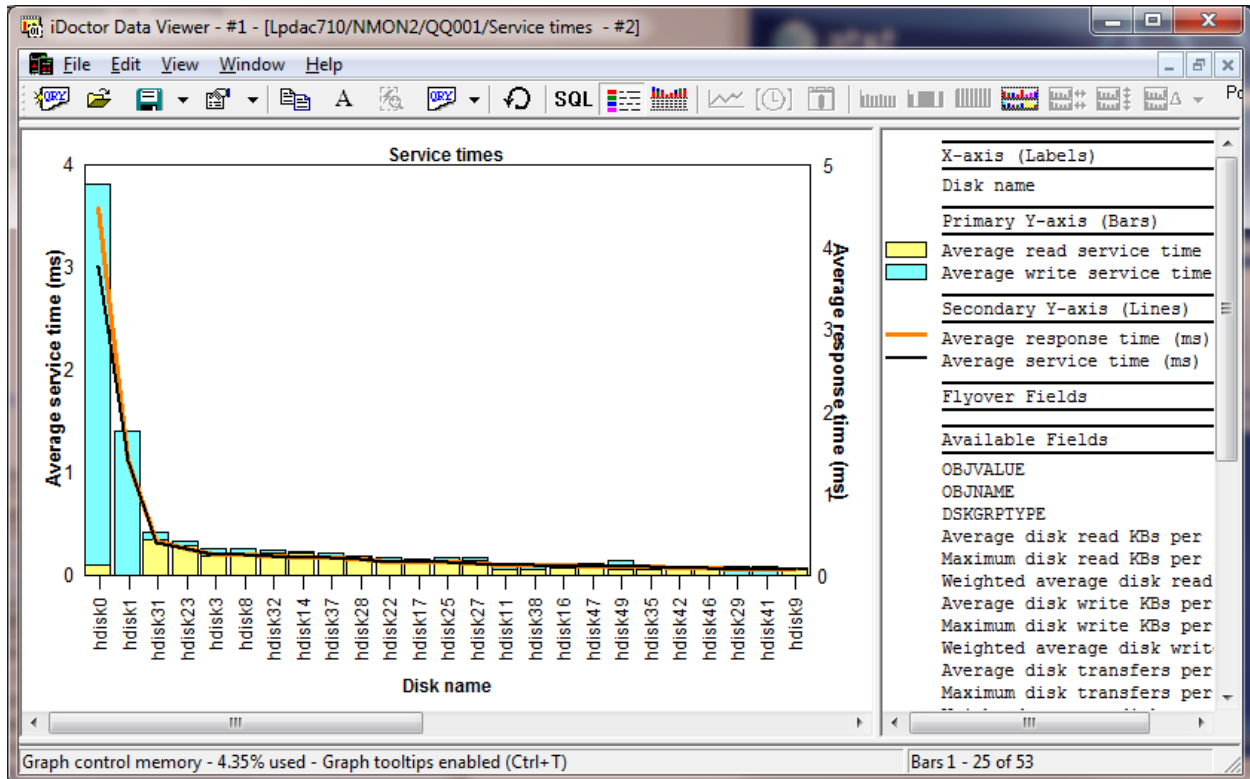 iDoctor Data Viewer - #1 - [Lpdac710/NMON2/QQ001/Service times - #2]
File Edit View Window Help
QRY A QRY SQL Po
Service times
4
3
2
1
0
Average service time (ms)
5
4
3
2
1
0
Average response time (ms)
hdisk0
hdisk1
hdisk31
hdisk23
hdisk3
hdisk8
hdisk32
hdisk14
hdisk37
hdisk28
hdisk22
hdisk17
hdisk25
hdisk27
hdisk11
hdisk38
hdisk16
hdisk47
hdisk49
hdisk35
hdisk42
hdisk46
hdisk29
hdisk41
hdisk9
Disk name
X-axis (Labels)
Disk name
Primary Y-axis (Bars)
Average read service time
Average write service time
Secondary Y-axis (Lines)
Average response time (ms)
Average service time (ms)
Flyover Fields
Available Fields
OBJVALUE
OBJNAME
DSKGRPTYPE
Average disk read KBs per
Maximum disk read KBs per
Weighted average disk read
Average disk write KBs per
Maximum disk write KBs per
Weighted average disk writ
Average disk transfers per
Maximum disk transfers per
Graph control memory - 4.35% used - Graph tooltips enabled (Ctrl+T)
Bars 1 - 25 of 53